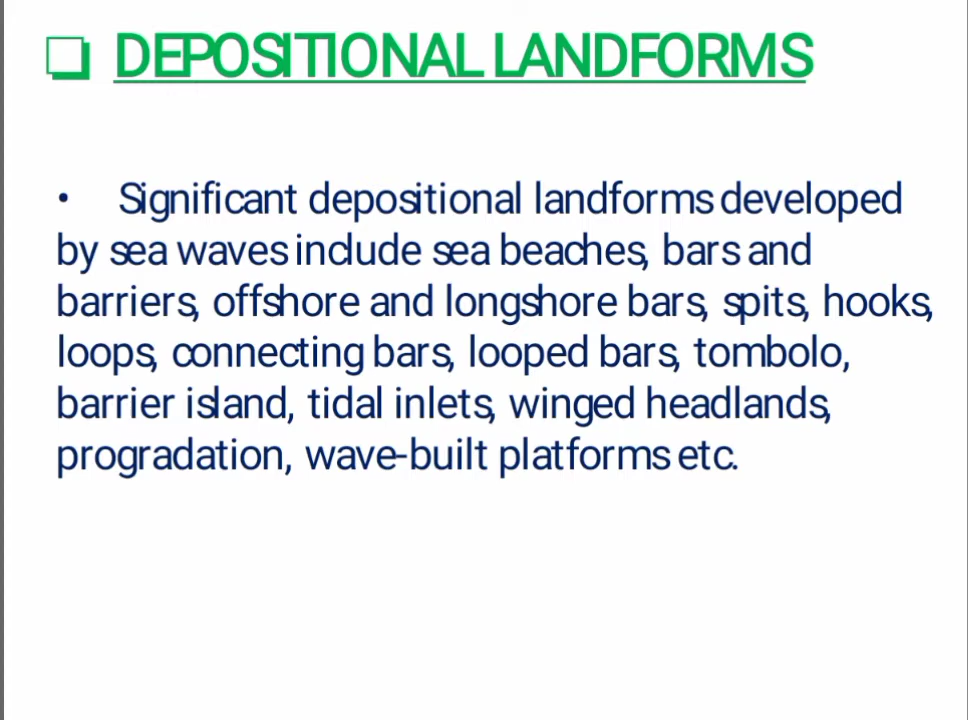 ❑ DEPOSITIONAL LANDFORMS
• Significant depositional landforms developed
by sea waves include sea beaches, bars and
barriers, offshore and longshore bars, spits, hooks,
loops, connecting bars, looped bars, tombolo,
barrier island, tidal inlets, winged headlands,
progradation, wave-built platforms etc.